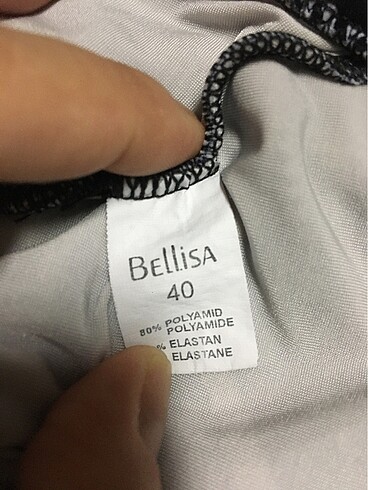 BELLISA
40
80% POLYAMID
POLYAMIDE
% ELASTAN
ELASTANE